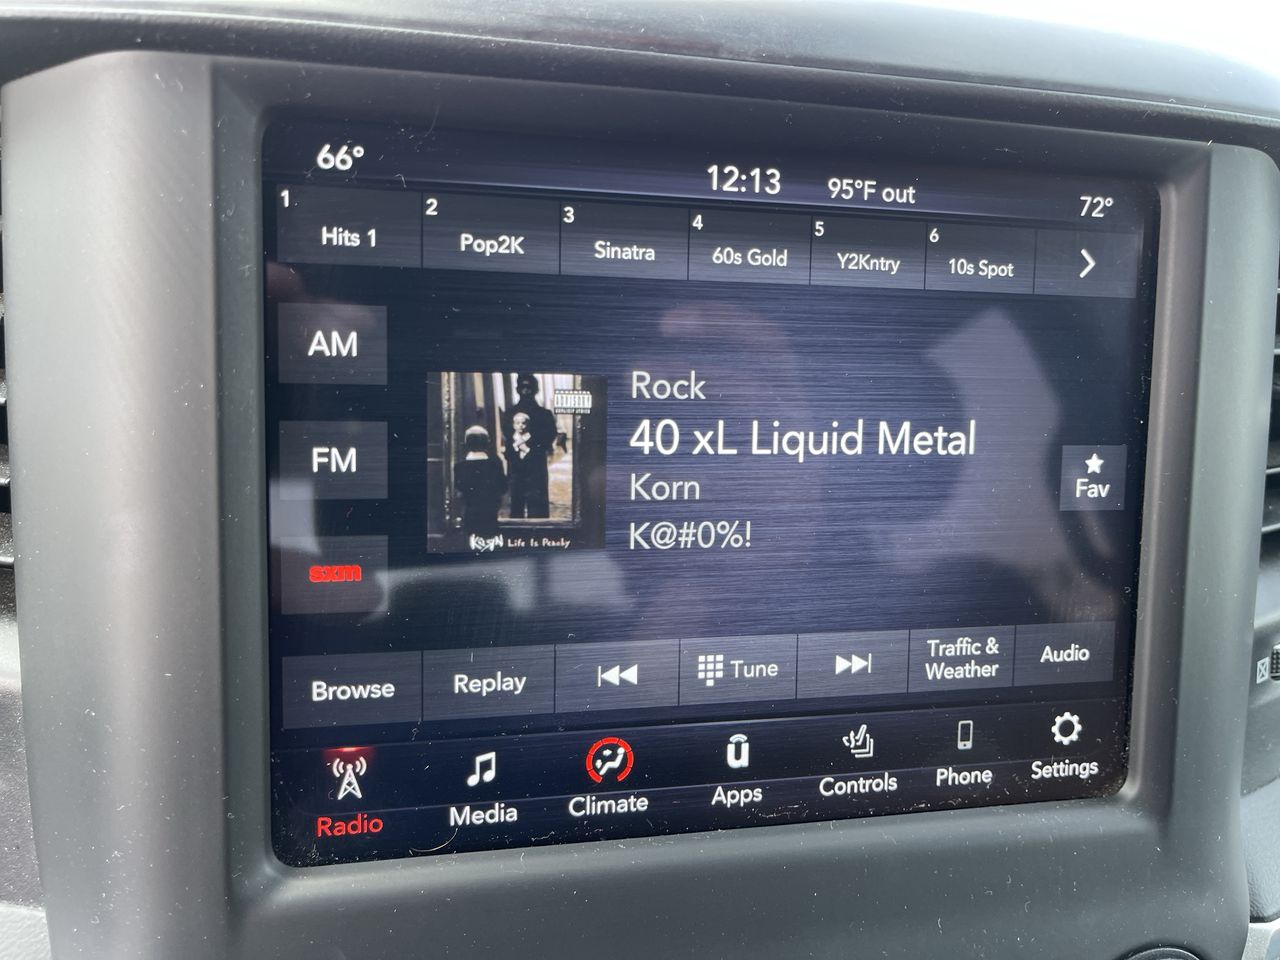 66°
12:13
95°F out
72°
1 Hits 1
2 Pop2K
3 Sinatra
4 60s Gold
5 Y2Kntry
6 10s Spot
AM
FM
sxm
KoЯn Life Is Peachy
Rock
40 xL Liquid Metal
Korn
K@#0%!
Fav
Browse
Replay
Tune
Traffic &
Weather
Audio
Radio
Media
Climate
Apps
Controls
Phone
Settings